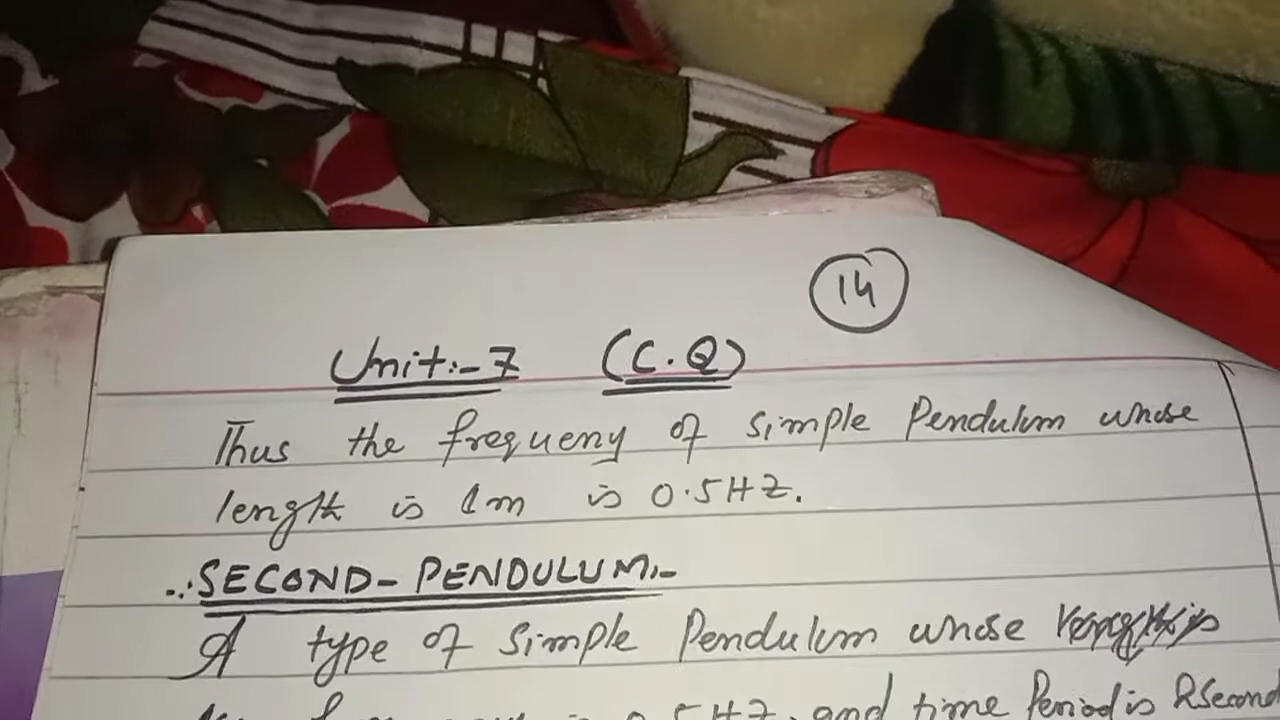 14
Unit:-7 (C.Q)
Thus the frequeny of simple Pendulum whose
length is 1m is 0.5HZ.
SECOND-PENDULUM:-
A type of simple Pendulum whose
and time Period is 2Second